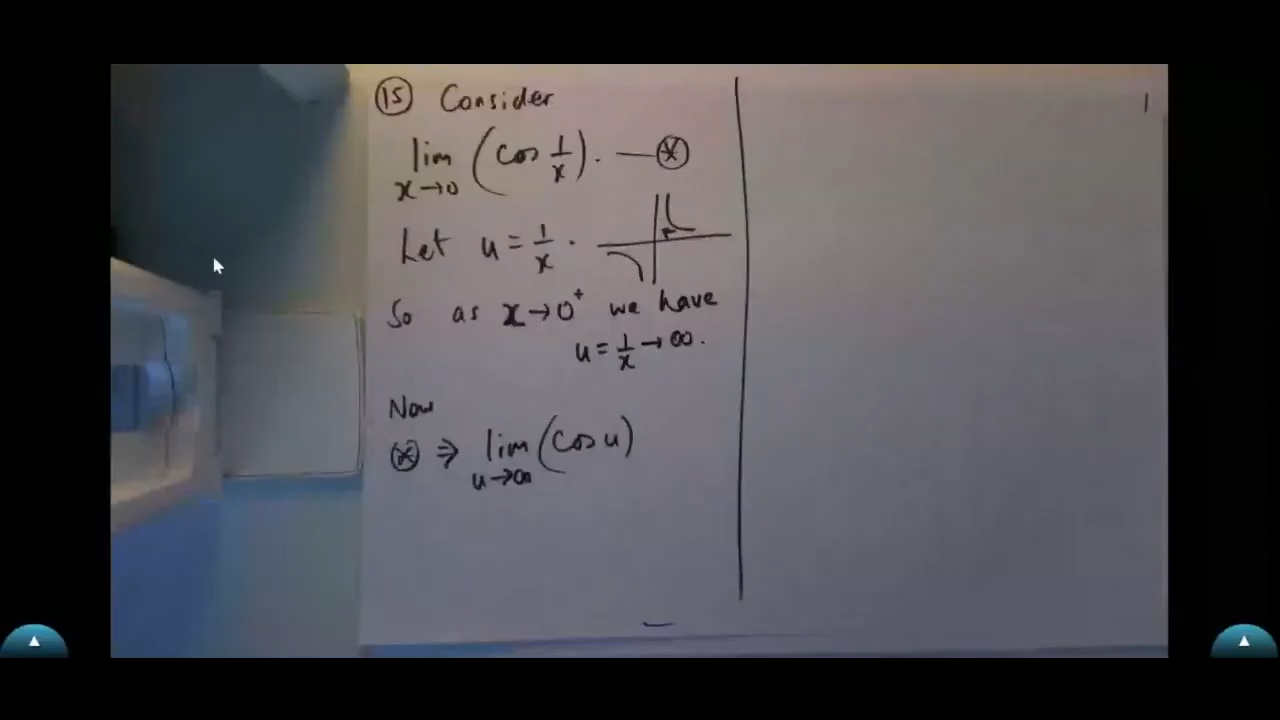 ⑮ Consider
lim x→0 (cos 1/x). — ⊛
Let u = 1/x .
So as x→0⁺ we have
u = 1/x → ∞.
Now
⊛ ⇒ lim u→∞ (cos u)
1